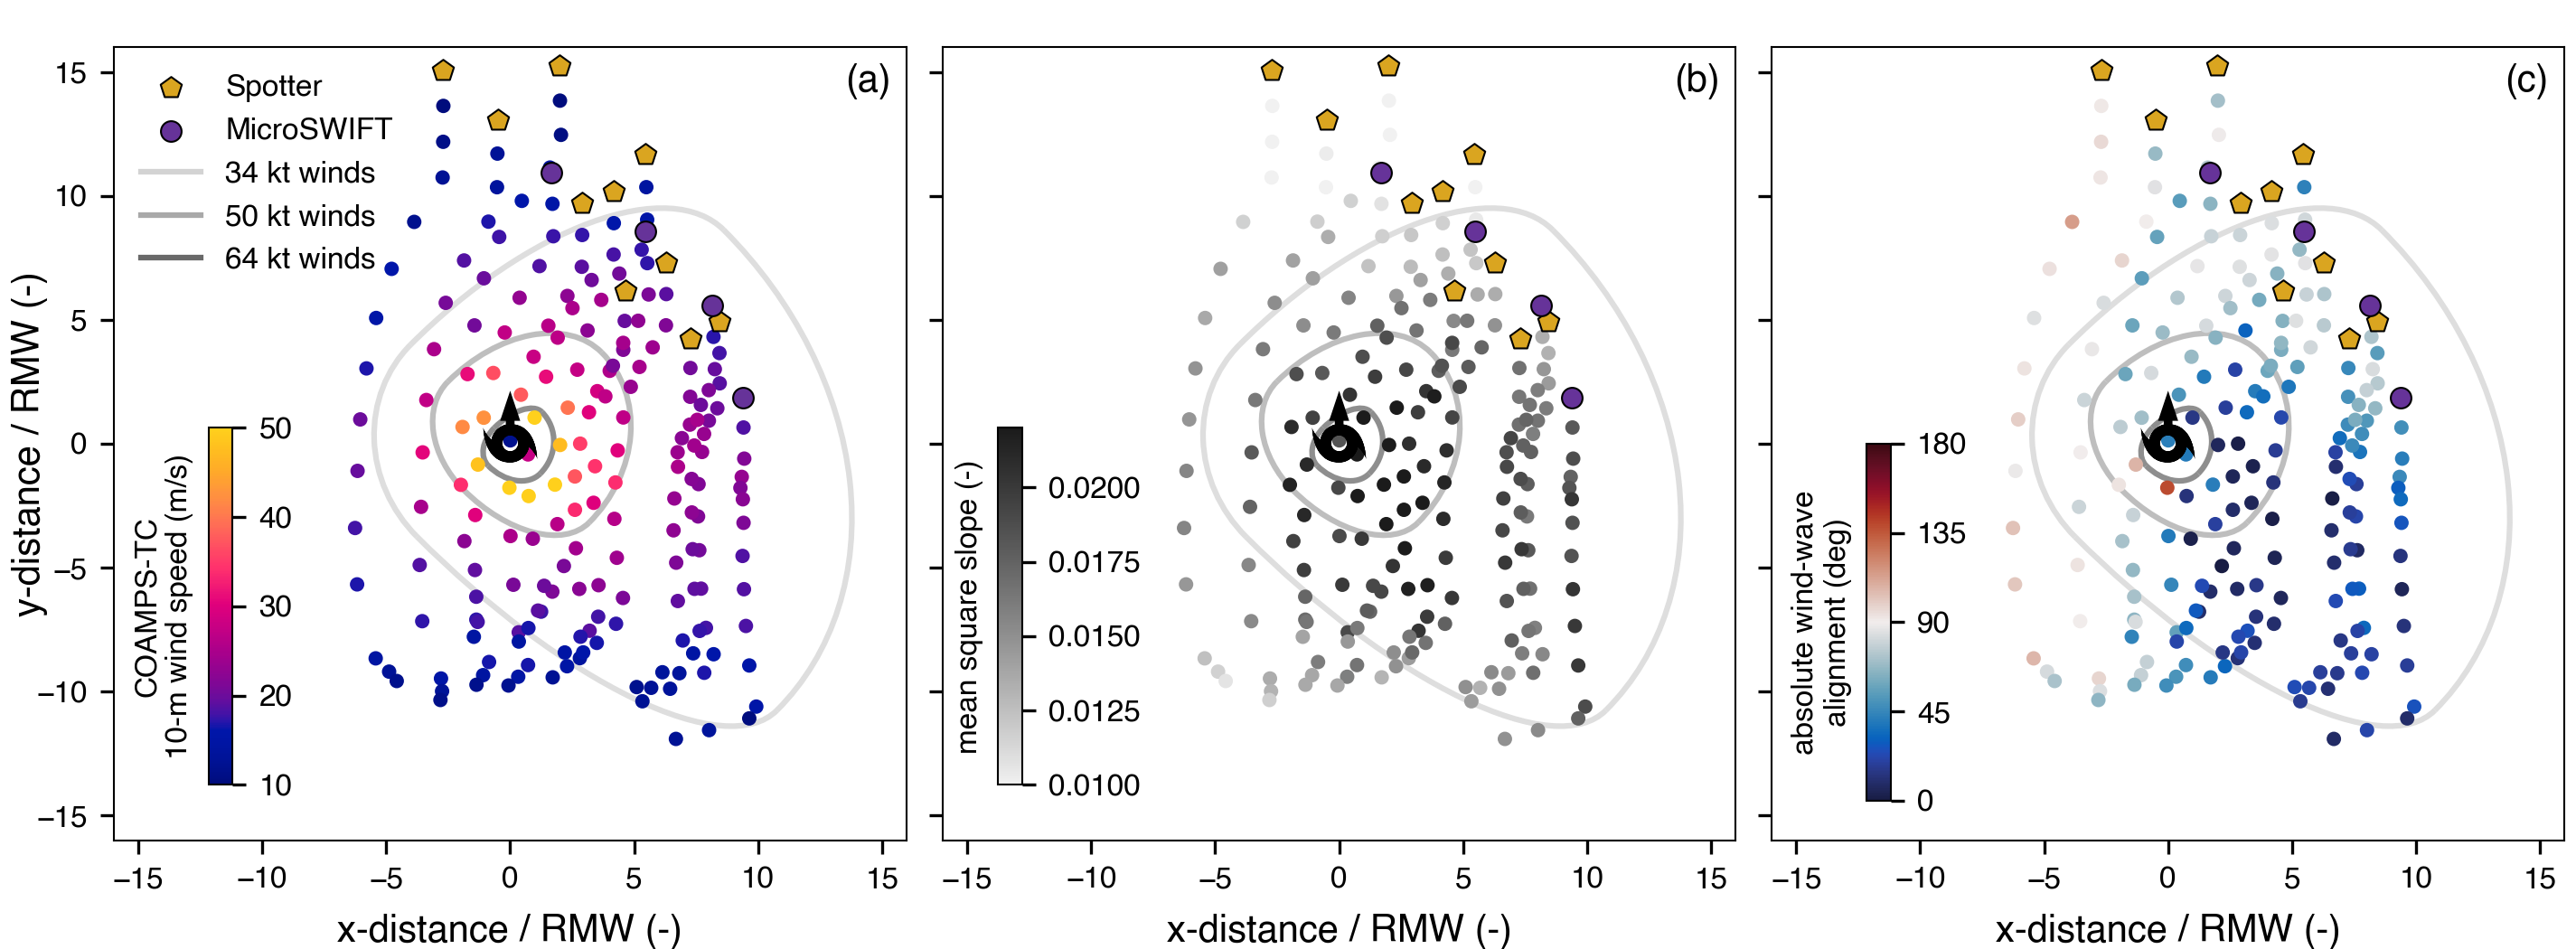 (a)
Spotter
MicroSWIFT
34 kt winds
50 kt winds
64 kt winds
15
10
5
0
−5
−10
−15
y-distance / RMW (-)
COAMPS-TC
10-m wind speed (m/s)
50
40
30
20
10
−15
−10
−5
0
5
10
15
x-distance / RMW (-)
(b)
mean square slope (-)
0.0200
0.0175
0.0150
0.0125
0.0100
−15
−10
−5
0
5
10
15
x-distance / RMW (-)
(c)
absolute wind-wave
alignment (deg)
180
135
90
45
0
−15
−10
−5
0
5
10
15
x-distance / RMW (-)